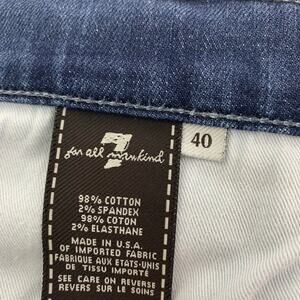 7
for all mankind
40
98% COTTON
2% SPANDEX
98% COTON
2% ELASTHANE
MADE IN U.S.A.
OF IMPORTED FABRIC
FABRIQUE AUX ETATS-UNIS
DE TISSU IMPORTÉ
SEE CARE ON REVERSE
REVERS SUR LE SOINS